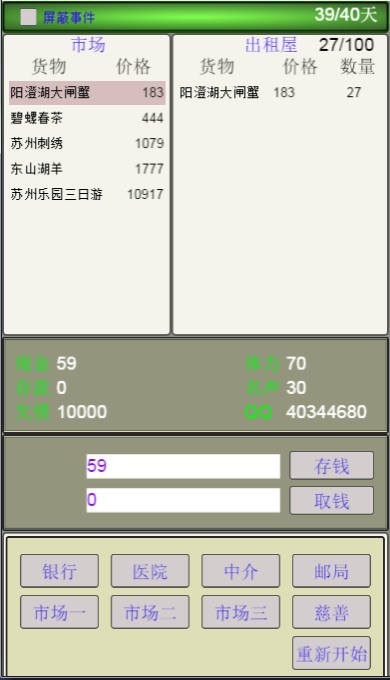 屏蔽事件 39/40天
市场 出租屋 27/100
货物 价格 货物 价格 数量
阳澄湖大闸蟹 183 阳澄湖大闸蟹 183 27
碧螺春茶 444
苏州刺绣 1079
东山湖羊 1777
苏州乐园三日游 10917
现金 59 体力 70
存款 0 名声 30
欠债 10000 QQ 40344680
59 存钱
0 取钱
银行 医院 中介 邮局
市场一 市场二 市场三 慈善
重新开始